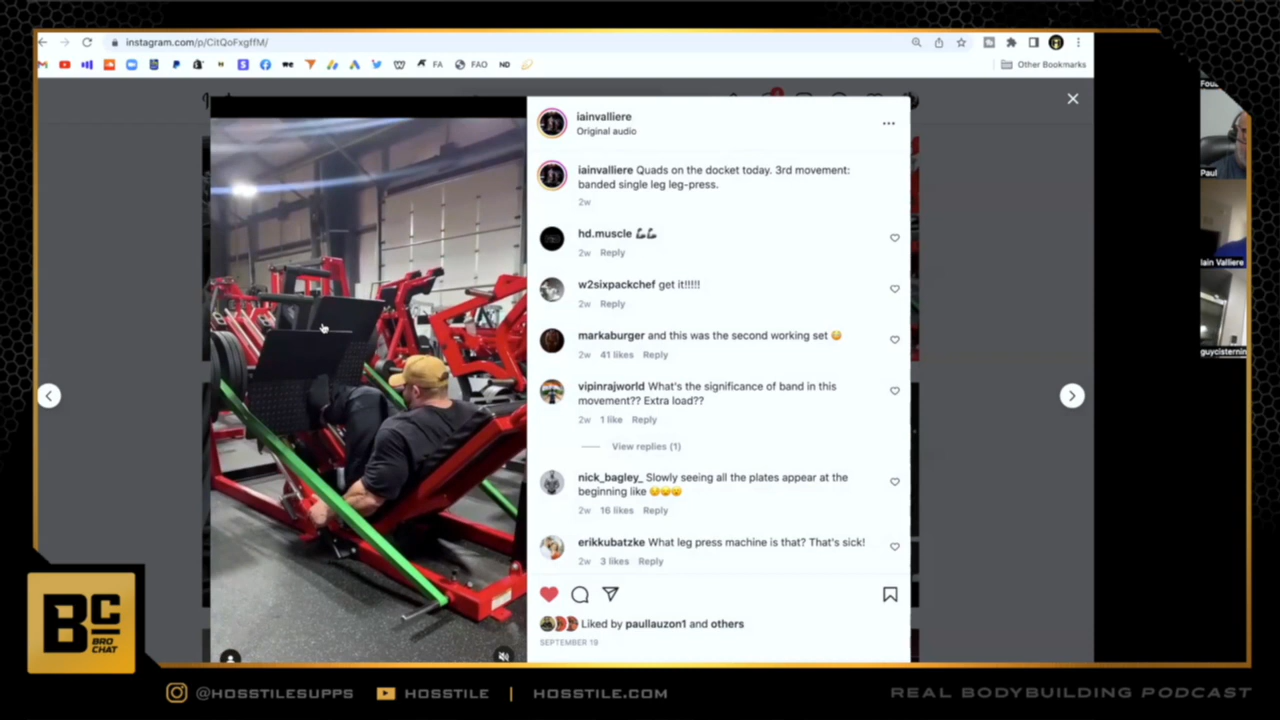 instagram.com/p/CitQoFxgffM/
FA
FAO
ND
Other Bookmarks
iainvalliere
Original audio
iainvalliere Quads on the docket today. 3rd movement:
banded single leg leg-press.
2w
hd.muscle 💪💪
2w Reply
w2sixpackchef get it!!!!!
2w Reply
markaburger and this was the second working set 😳
2w 41 likes Reply
vipinrajworld What's the significance of band in this
movement?? Extra load??
2w 1 like Reply
View replies (1)
nick_bagley_ Slowly seeing all the plates appear at the
beginning like
2w 16 likes Reply
erikkubatzke What leg press machine is that? That's sick!
2w 3 likes Reply
Liked by paullauzon1 and others
SEPTEMBER 19
Paul
Iain Valliere
guycisternin
BC
BRO
CHAT
@HOSSTILESUPPS
HOSSTILE
|
HOSSTILE.COM
REAL BODYBUILDING PODCAST